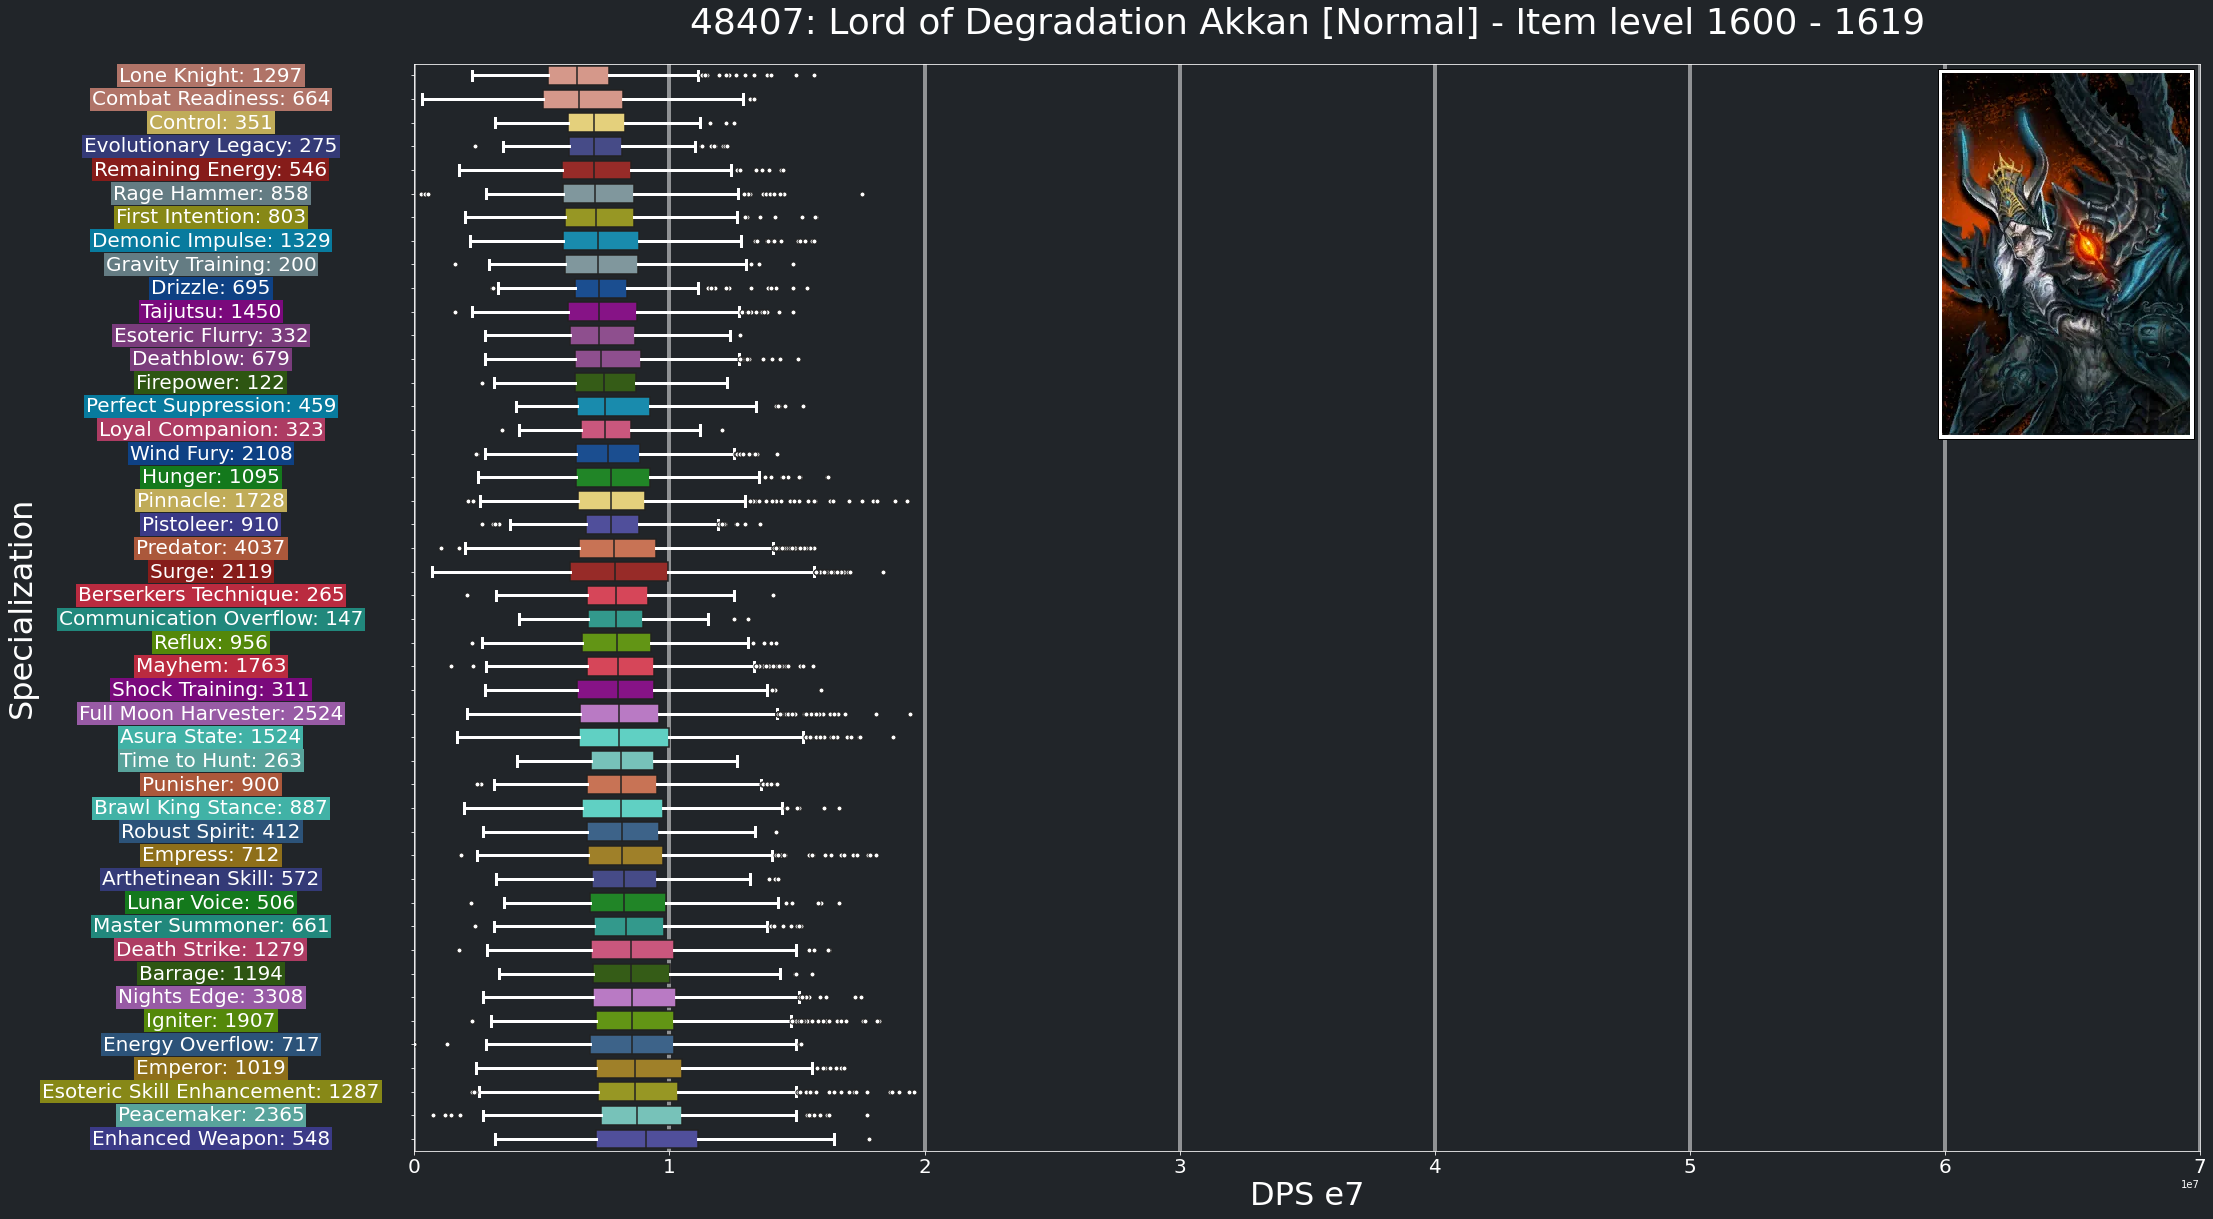 48407: Lord of Degradation Akkan [Normal] - Item level 1600 - 1619
Specialization
Lone Knight: 1297
Combat Readiness: 664
Control: 351
Evolutionary Legacy: 275
Remaining Energy: 546
Rage Hammer: 858
First Intention: 803
Demonic Impulse: 1329
Gravity Training: 200
Drizzle: 695
Taijutsu: 1450
Esoteric Flurry: 332
Deathblow: 679
Firepower: 122
Perfect Suppression: 459
Loyal Companion: 323
Wind Fury: 2108
Hunger: 1095
Pinnacle: 1728
Pistoleer: 910
Predator: 4037
Surge: 2119
Berserkers Technique: 265
Communication Overflow: 147
Reflux: 956
Mayhem: 1763
Shock Training: 311
Full Moon Harvester: 2524
Asura State: 1524
Time to Hunt: 263
Punisher: 900
Brawl King Stance: 887
Robust Spirit: 412
Empress: 712
Arthetinean Skill: 572
Lunar Voice: 506
Master Summoner: 661
Death Strike: 1279
Barrage: 1194
Nights Edge: 3308
Igniter: 1907
Energy Overflow: 717
Emperor: 1019
Esoteric Skill Enhancement: 1287
Peacemaker: 2365
Enhanced Weapon: 548
0 1 2 3 4 5 6 7
1e7
DPS e7